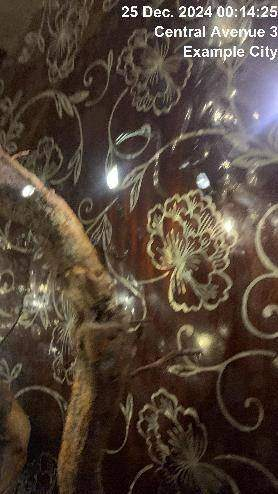 25 Dec. 2024 00:14:25
Central Avenue 3
Example City